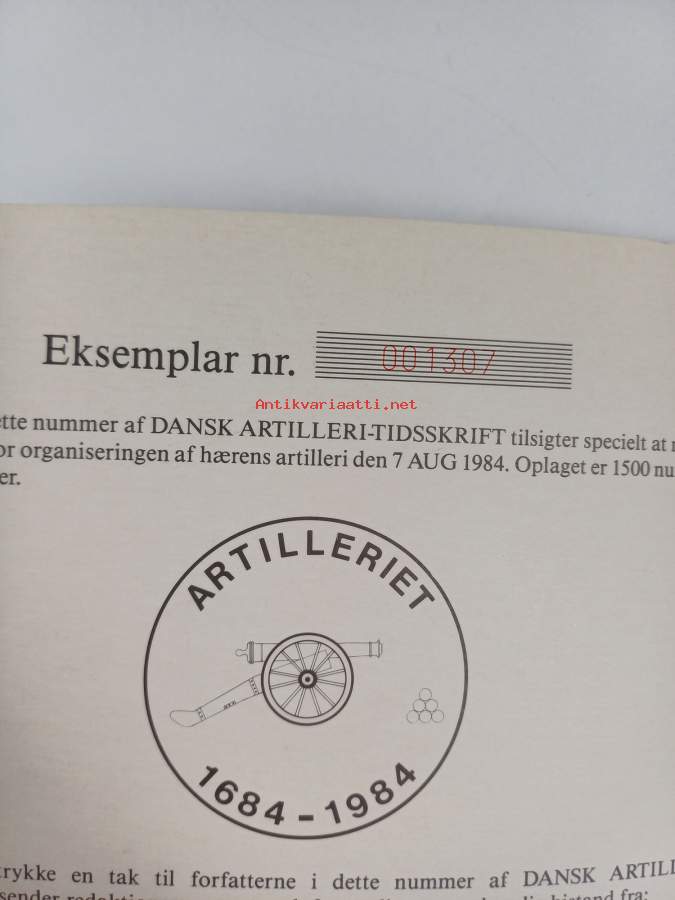 Eksemplar nr. 001307
Antikvariaatti.net
ette nummer af DANSK ARTILLERI-TIDSSKRIFT tilsigter specielt at
or organiseringen af hærens artilleri den 7 AUG 1984. Oplaget er 1500 nu
er.
ARTILLERIET
1684-1984
rykke en tak til forfatterne i dette nummer af DANSK ARTILL
sender